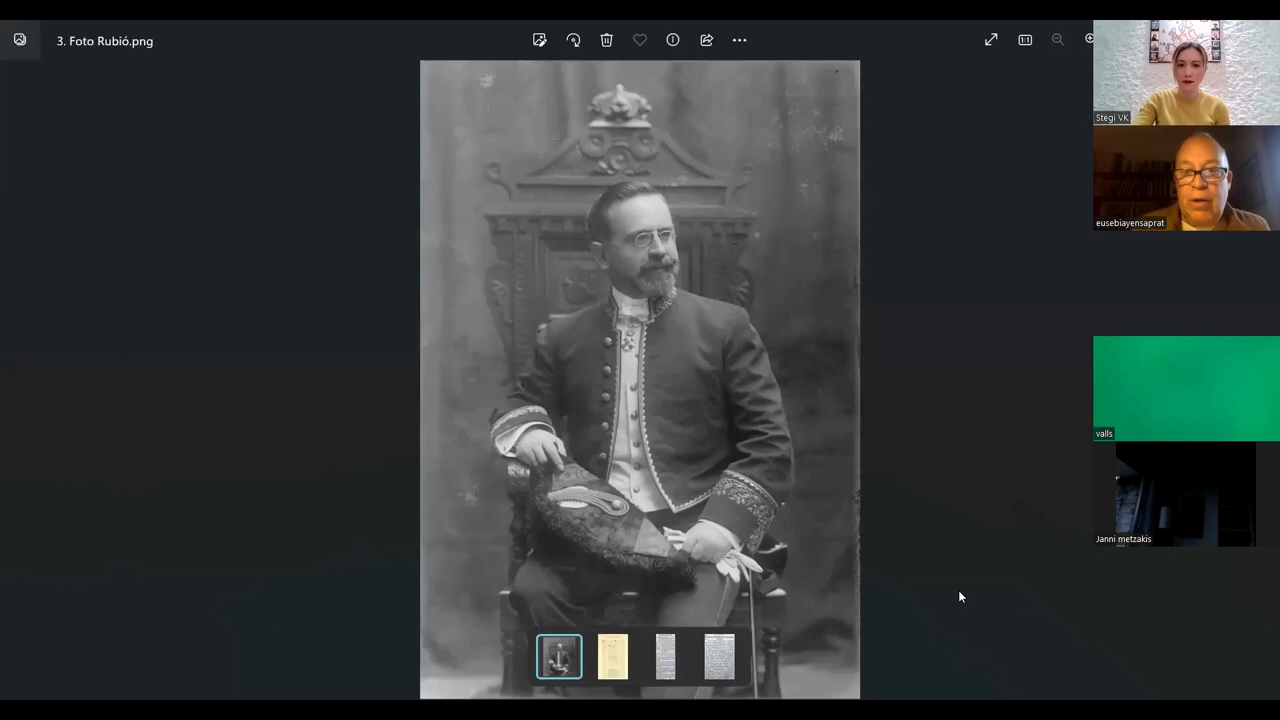 3. Foto Rubió.png
Stegi VK
eusebiayensaprat
valls
Janni metzakis